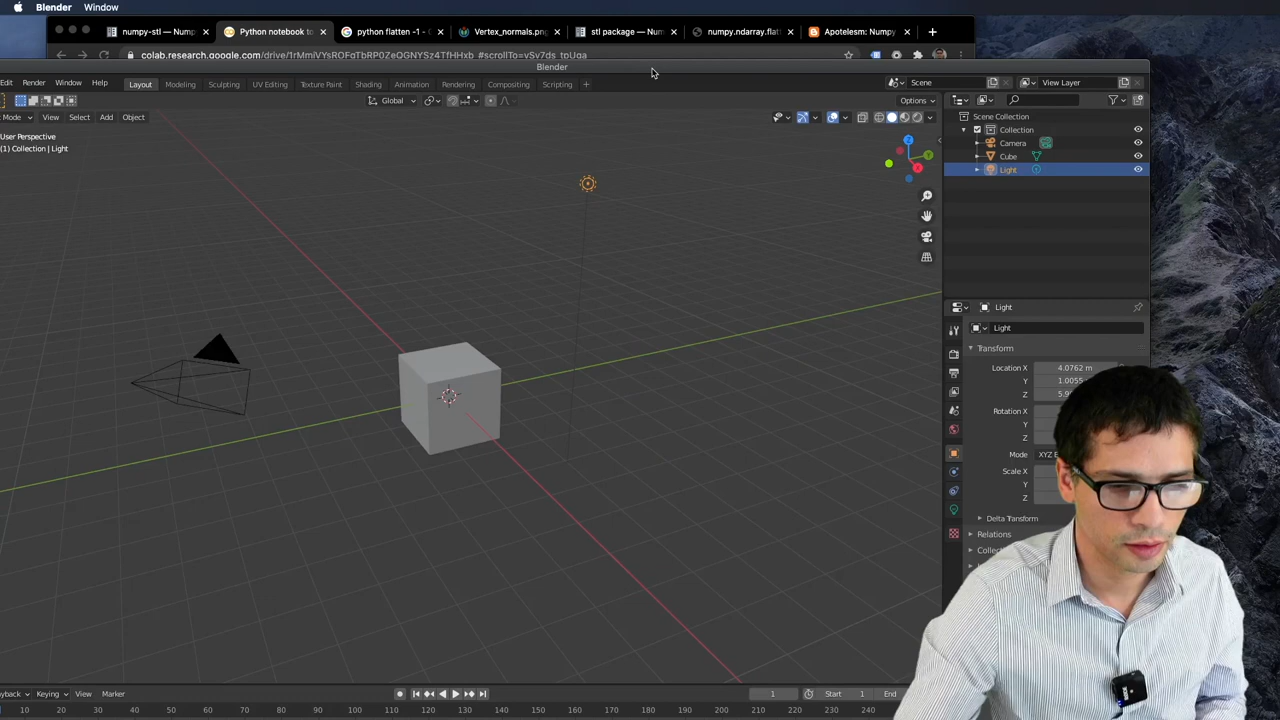 Blender Window
numpy-stl — Nump Python notebook to python flatten -1 - G Vertex_normals.png stl package — Num numpy.ndarray.flat Apotelesm: Numpy
colab.research.google.com/drive/1rMmiVYsROFqTbRP0ZeQGNYSz4TfHHxb_#scrollTo=vSv7ds_tpUqa
Blender
Edit Render Window Help Layout Modeling Sculpting UV Editing Texture Paint Shading Animation Rendering Compositing Scripting + Scene View Layer
Global Options
Mode View Select Add Object Scene Collection
User Perspective Collection
(1) Collection | Light Camera
Cube
Light
X
Y
Z
Light
Light
Transform
Location X 4.0762 m
Y 1.0055
Z 5.9
Rotation X
Y
Z
Mode XYZ E
Scale X
Y
Z
Delta Transform
Relations
Collec
Playback Keying View Marker 1 Start 1 End
10 20 30 40 50 60 70 80 90 100 110 120 130 140 150 160 170 180 190 200 210 220 230 240